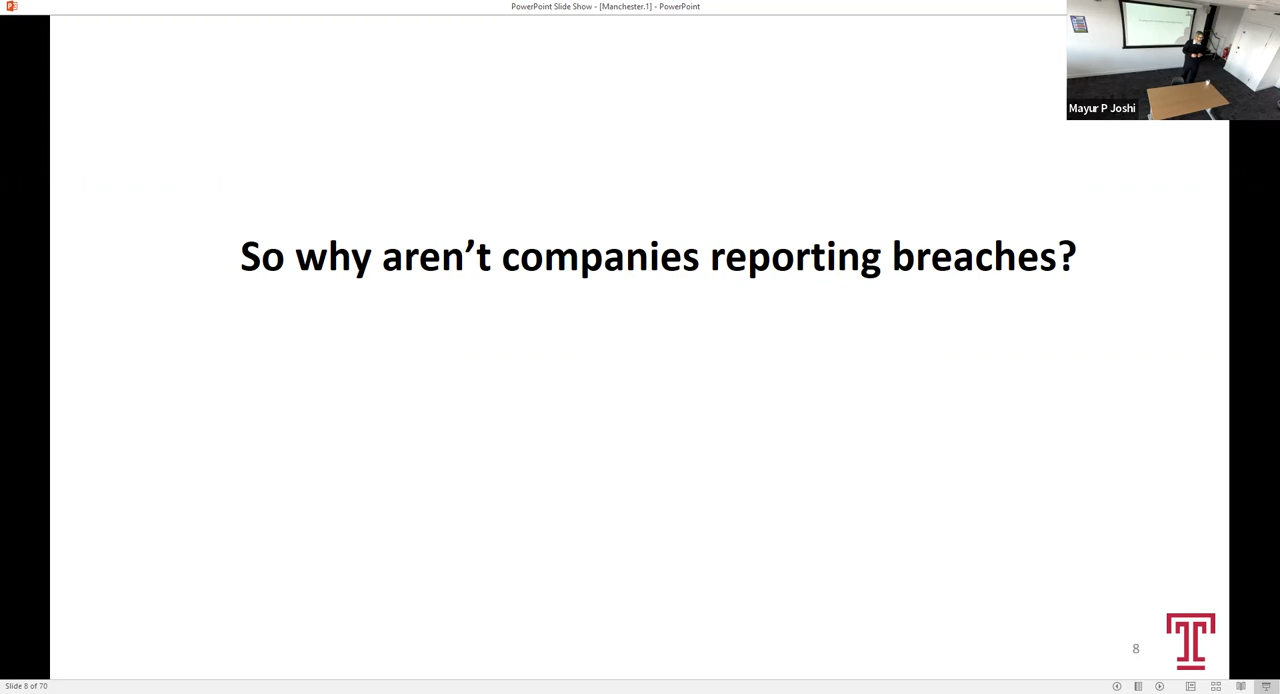 PowerPoint Slide Show - [Manchester.1] - PowerPoint
Mayur P Joshi
So why aren’t companies reporting breaches?
8
Slide 8 of 70